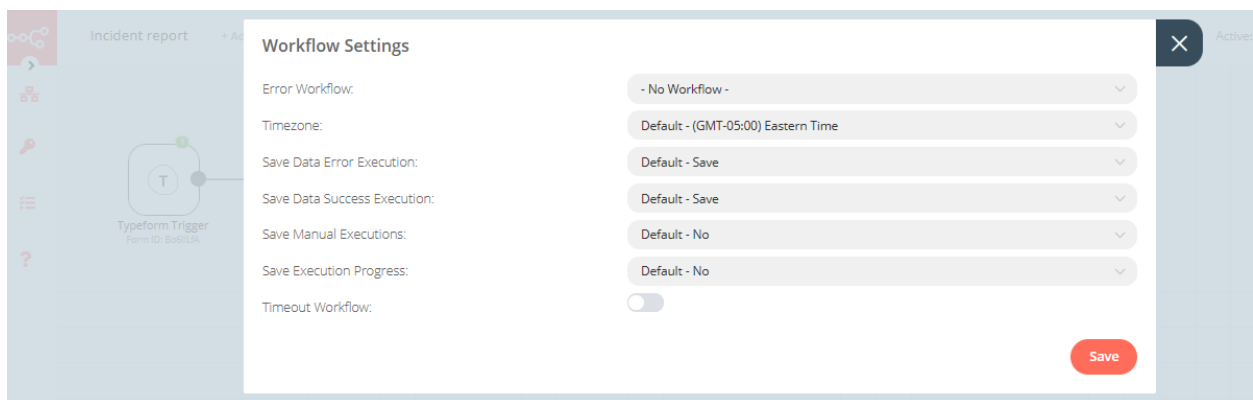 Incident report
Active:
Workflow Settings
Error Workflow:
- No Workflow -
Timezone:
Default - (GMT-05:00) Eastern Time
Save Data Error Execution:
Default - Save
Save Data Success Execution:
Default - Save
Save Manual Executions:
Default - No
Save Execution Progress:
Default - No
Timeout Workflow:
Save
T
Typeform Trigger
?